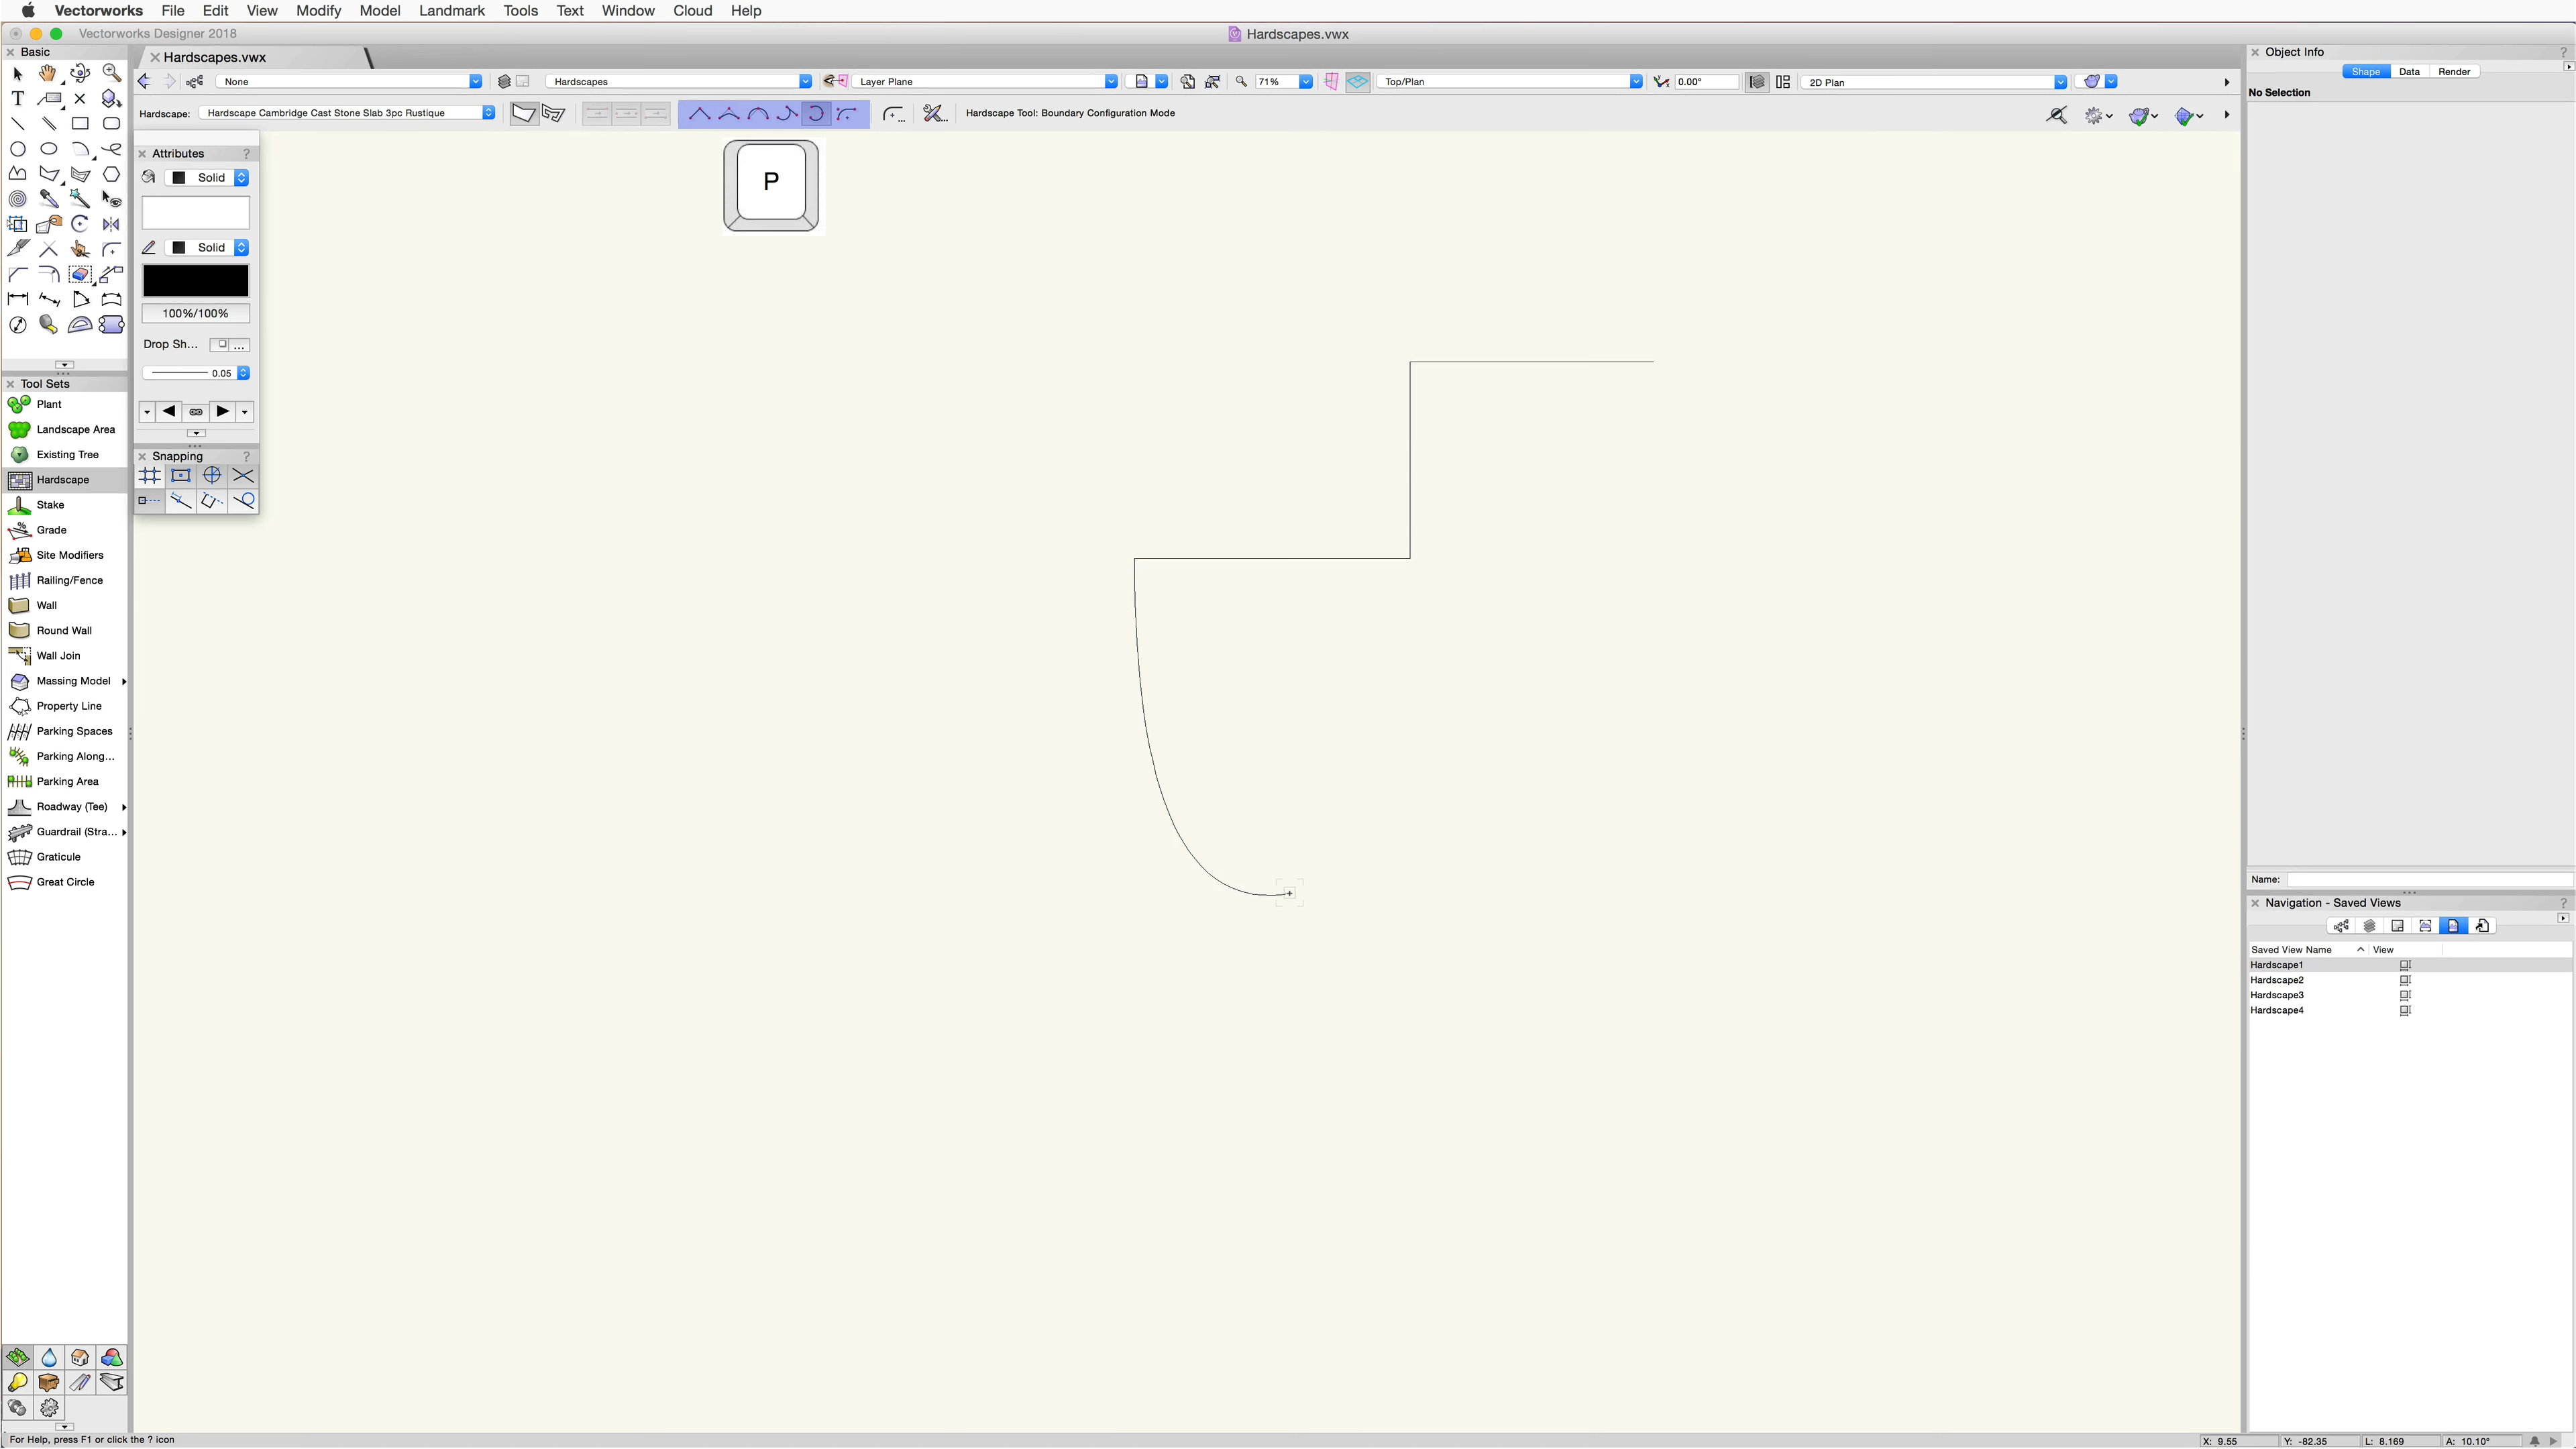 Vectorworks File Edit View Modify Model Landmark Tools Text Window Cloud Help
Vectorworks Designer 2018
Hardscapes.vwx
Basic
Hardscapes.vwx
Object Info
?
None
Hardscapes
Layer Plane
71%
Top/Plan
0.00°
2D Plan
Shape Data Render
No Selection
Hardscape: Hardscape Cambridge Cast Stone Slab 3pc Rustique
Hardscape Tool: Boundary Configuration Mode
P
Attributes ?
Solid
Solid
100%/100%
Drop Sh... ...
0.05
Snapping ?
Tool Sets
Plant
Landscape Area
Existing Tree
Hardscape
Stake
Grade
Site Modifiers
Railing/Fence
Wall
Round Wall
Wall Join
Massing Model
Property Line
Parking Spaces
Parking Along...
Parking Area
Roadway (Tee)
Guardrail (Stra...
Graticule
Great Circle
Name:
Navigation - Saved Views ?
Saved View Name View
Hardscape1
Hardscape2
Hardscape3
Hardscape4
For Help, press F1 or click the ? icon
X: 9.55 Y: -82.35 L: 8.169 A: 10.10°